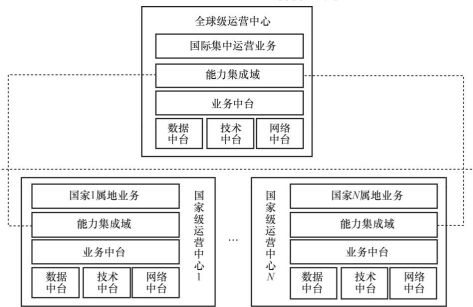 全球级运营中心
国际集中运营业务
能力集成域
业务中台
数据
中台
技术
中台
网络
中台
国家1属地业务
能力集成域
业务中台
数据
中台
技术
中台
网络
中台
国家级运营中心1
…
国家级运营中心N
国家N属地业务
能力集成域
业务中台
数据
中台
技术
中台
网络
中台